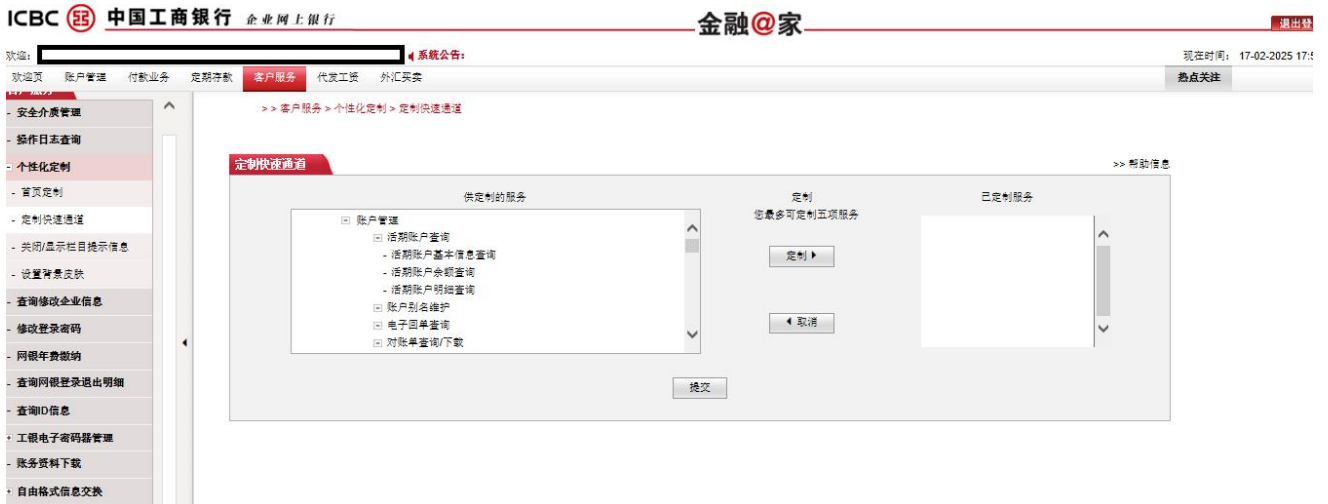 ICBC 中国工商银行 企业网上银行
金融@家
退出登
欢迎:
系统公告:
现在时间: 17-02-2025 17:5
欢迎页 账户管理 付款业务 定期存款 客户服务 代发工资 外汇买卖
热点关注
客户服务
- 安全介质管理
- 操作日志查询
- 个性化定制
- 首页定制
- 定制快速通道
- 关闭/显示栏目提示信息
- 设置背景皮肤
- 查询修改企业信息
- 修改登录密码
- 网银年费缴纳
- 查询网银登录退出明细
- 查询ID信息
+ 工银电子密码器管理
- 账务资料下载
+ 自由格式信息交换
>> 客户服务 > 个性化定制 > 定制快速通道
定制快速通道
>> 帮助信息
供定制的服务
账户管理
活期账户查询
- 活期账户基本信息查询
- 活期账户余额查询
- 活期账户明细查询
账户别名维护
电子回单查询
对账单查询/下载
定制
您最多可定制五项服务
定制
取消
已定制服务
提交